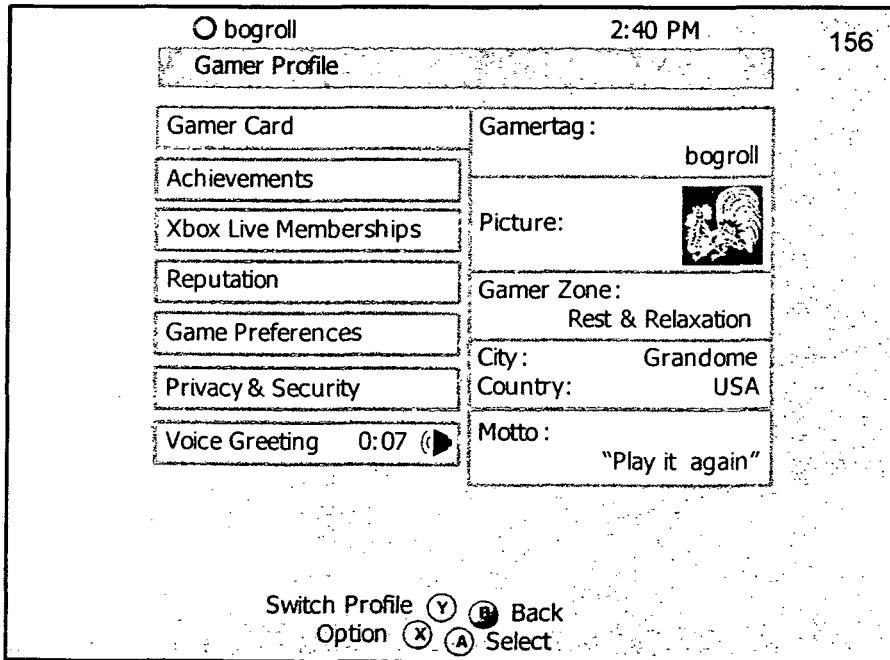 bogroll 2:40 PM
156
Gamer Profile
Gamer Card
Achievements
Xbox Live Memberships
Reputation
Game Preferences
Privacy & Security
Voice Greeting 0:07
Gamertag:
bogroll
Picture:
Gamer Zone:
Rest & Relaxation
City: Grandome
Country: USA
Motto:
"Play it again"
Switch Profile Y B Back
Option X A Select